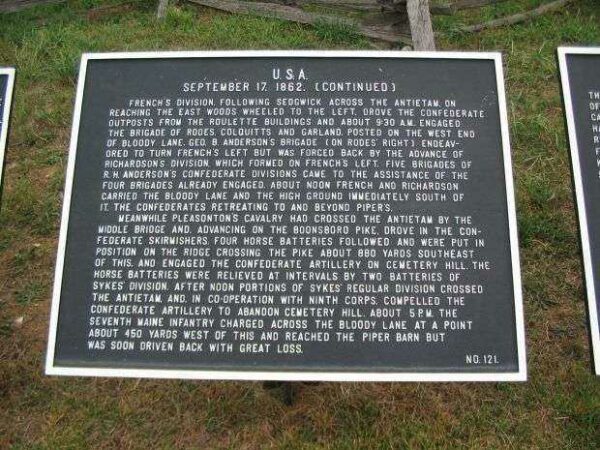 U.S.A.
SEPTEMBER 17, 1862. (CONTINUED)
FRENCH'S DIVISION, FOLLOWING SEDGWICK ACROSS THE ANTIETAM, ON
REACHING THE EAST WOODS WHEELED TO THE LEFT, DROVE THE CONFEDERATE
OUTPOSTS FROM THE ROULETTE BUILDINGS AND ABOUT 9:30 A.M. ENGAGED
THE BRIGADE OF RODES, COLQUITTS AND GARLAND, POSTED ON THE WEST END
OF BLOODY LANE. GEO. B. ANDERSON'S BRIGADE (ON RODES' RIGHT) ENDEAV-
ORED TO TURN FRENCH'S LEFT BUT WAS FORCED BACK BY THE ADVANCE OF
RICHARDSON'S DIVISION, WHICH FORMED ON FRENCH'S LEFT. FIVE BRIGADES OF
R. H. ANDERSON'S CONFEDERATE DIVISIONS CAME TO THE ASSISTANCE OF THE
FOUR BRIGADES ALREADY ENGAGED. ABOUT NOON FRENCH AND RICHARDSON
CARRIED THE BLOODY LANE AND THE HIGH GROUND IMMEDIATELY SOUTH OF
IT, THE CONFEDERATES RETREATING TO AND BEYOND PIPER'S.
MEANWHILE PLEASONTON'S CAVALRY HAD CROSSED THE ANTIETAM BY THE
MIDDLE BRIDGE AND, ADVANCING ON THE BOONSBORO PIKE, DROVE IN THE CON-
FEDERATE SKIRMISHERS. FOUR HORSE BATTERIES FOLLOWED AND WERE PUT IN
POSITION ON THE RIDGE CROSSING THE PIKE ABOUT 880 YARDS SOUTHEAST
OF THIS, AND ENGAGED THE CONFEDERATE ARTILLERY ON CEMETERY HILL. THE
HORSE BATTERIES WERE RELIEVED AT INTERVALS BY TWO BATTERIES OF
SYKES' DIVISION. AFTER NOON PORTIONS OF SYKES' REGULAR DIVISION CROSSED
THE ANTIETAM, AND, IN CO-OPERATION WITH NINTH CORPS, COMPELLED THE
CONFEDERATE ARTILLERY TO ABANDON CEMETERY HILL. ABOUT 5 P.M. THE
SEVENTH MAINE INFANTRY CHARGED ACROSS THE BLOODY LANE AT A POINT
ABOUT 450 YARDS WEST OF THIS AND REACHED THE PIPER BARN BUT
WAS SOON DRIVEN BACK WITH GREAT LOSS.
NO. 121.